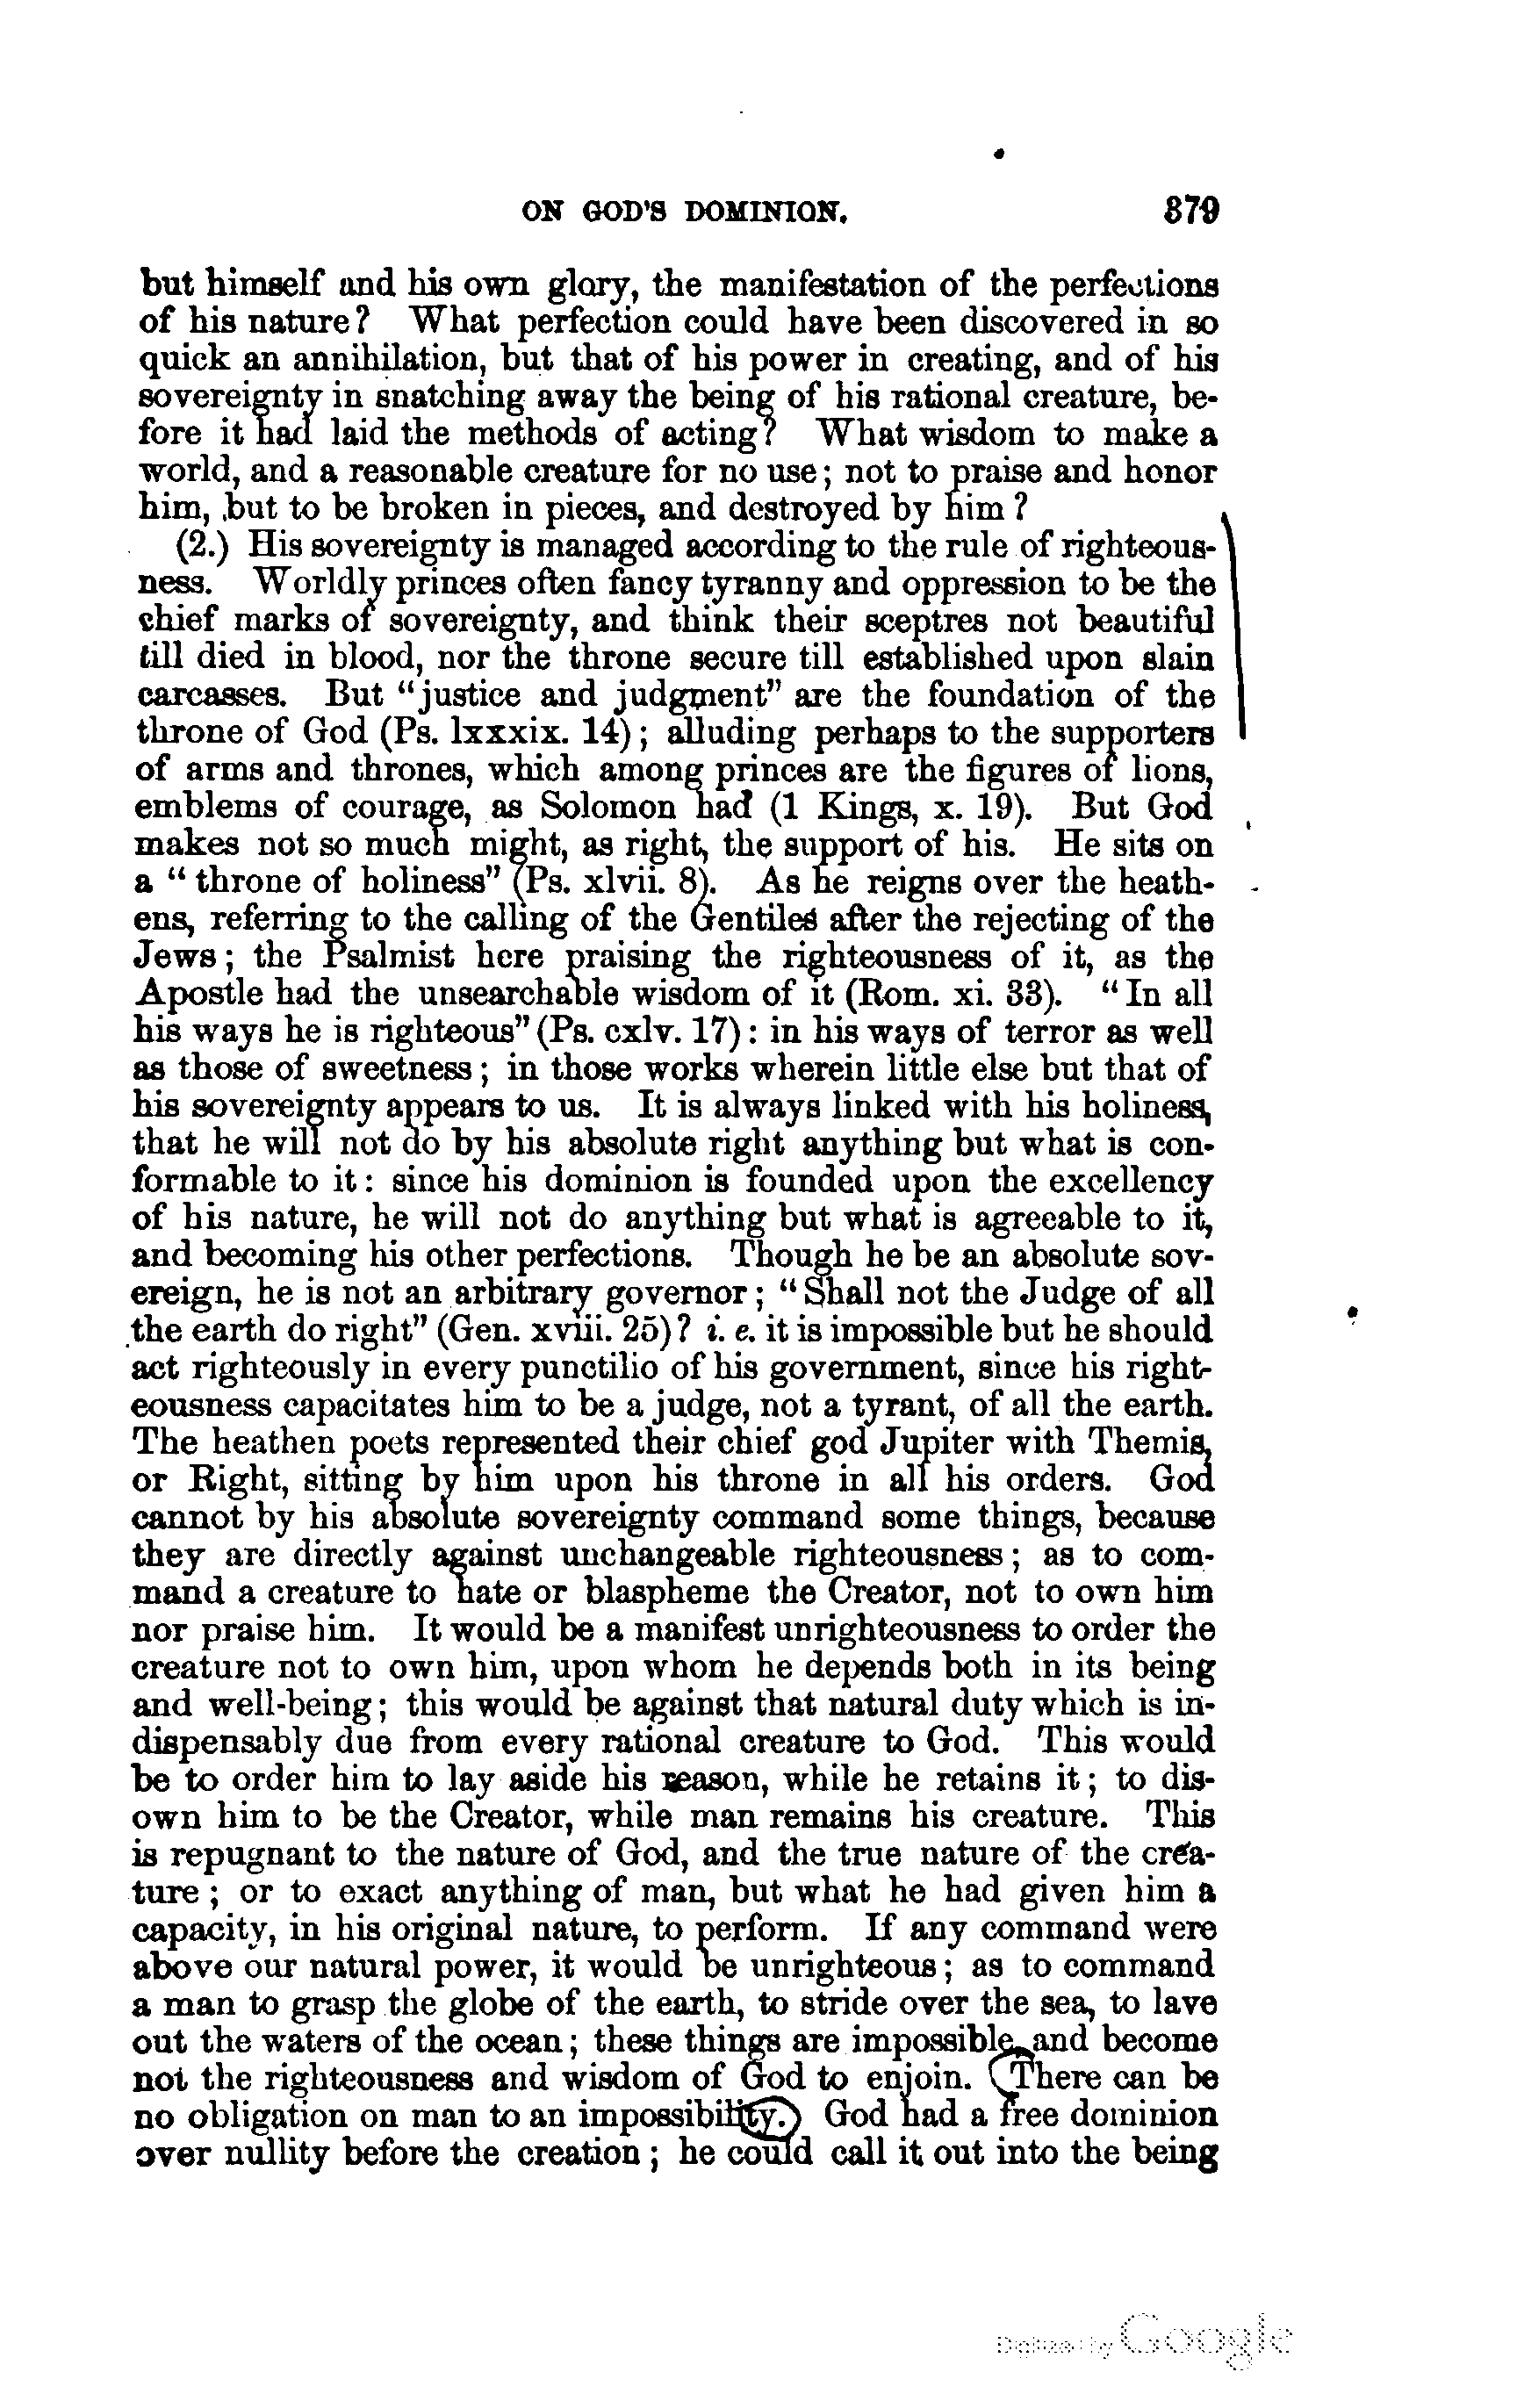 ON GOD'S DOMINION. 379
but himself and his own glory, the manifestation of the perfections
of his nature? What perfection could have been discovered in so
quick an annihilation, but that of his power in creating, and of his
sovereignty in snatching away the being of his rational creature, be-
fore it had laid the methods of acting? What wisdom to make a
world, and a reasonable creature for no use; not to praise and honor
him, but to be broken in pieces, and destroyed by him?
(2.) His sovereignty is managed according to the rule of righteous-
ness. Worldly princes often fancy tyranny and oppression to be the
chief marks of sovereignty, and think their sceptres not beautiful
till died in blood, nor the throne secure till established upon slain
carcasses. But "justice and judgment" are the foundation of the
throne of God (Ps. lxxxix. 14); alluding perhaps to the supporters
of arms and thrones, which among princes are the figures of lions,
emblems of courage, as Solomon had (1 Kings, x. 19). But God
makes not so much might, as right, the support of his. He sits on
a "throne of holiness" (Ps. xlvii. 8). As he reigns over the heath-
ens, referring to the calling of the Gentiles after the rejecting of the
Jews; the Psalmist here praising the righteousness of it, as the
Apostle had the unsearchable wisdom of it (Rom. xi. 33). "In all
his ways he is righteous" (Ps. cxlv. 17): in his ways of terror as well
as those of sweetness; in those works wherein little else but that of
his sovereignty appears to us. It is always linked with his holiness,
that he will not do by his absolute right anything but what is con-
formable to it: since his dominion is founded upon the excellency
of his nature, he will not do anything but what is agreeable to it,
and becoming his other perfections. Though he be an absolute sov-
ereign, he is not an arbitrary governor; "Shall not the Judge of all
the earth do right" (Gen. xviii. 25)? i. e. it is impossible but he should
act righteously in every punctilio of his government, since his right-
eousness capacitates him to be a judge, not a tyrant, of all the earth.
The heathen poets represented their chief god Jupiter with Themis,
or Right, sitting by him upon his throne in all his orders. God
cannot by his absolute sovereignty command some things, because
they are directly against unchangeable righteousness; as to com-
mand a creature to hate or blaspheme the Creator, not to own him
nor praise him. It would be a manifest unrighteousness to order the
creature not to own him, upon whom he depends both in its being
and well-being; this would be against that natural duty which is in-
dispensably due from every rational creature to God. This would
be to order him to lay aside his reason, while he retains it; to dis-
own him to be the Creator, while man remains his creature. This
is repugnant to the nature of God, and the true nature of the crea-
ture; or to exact anything of man, but what he had given him a
capacity, in his original nature, to perform. If any command were
above our natural power, it would be unrighteous; as to command
a man to grasp the globe of the earth, to stride over the sea, to lave
out the waters of the ocean; these things are impossible, and become
not the righteousness and wisdom of God to enjoin. There can be
no obligation on man to an impossibility. God had a free dominion
over nullity before the creation; he could call it out into the being
Digitized by Google